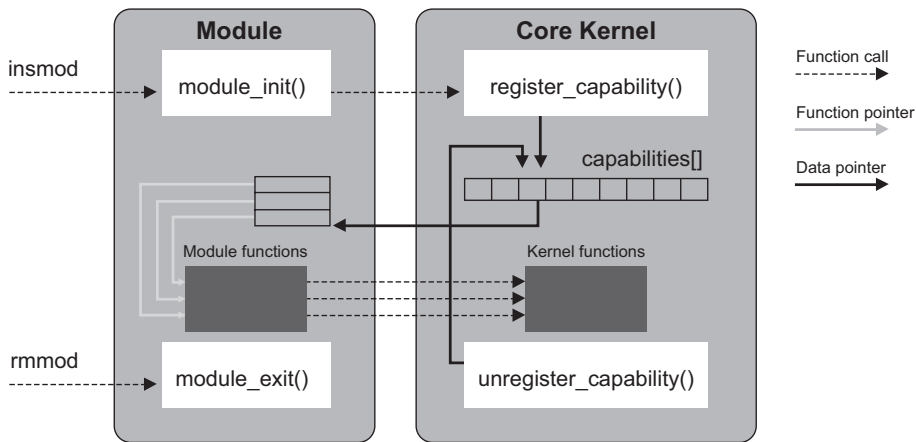 Module
Core Kernel
insmod
module_init()
register_capability()
Function call
Function pointer
Data pointer
capabilities[]
Module functions
Kernel functions
rmmod
module_exit()
unregister_capability()